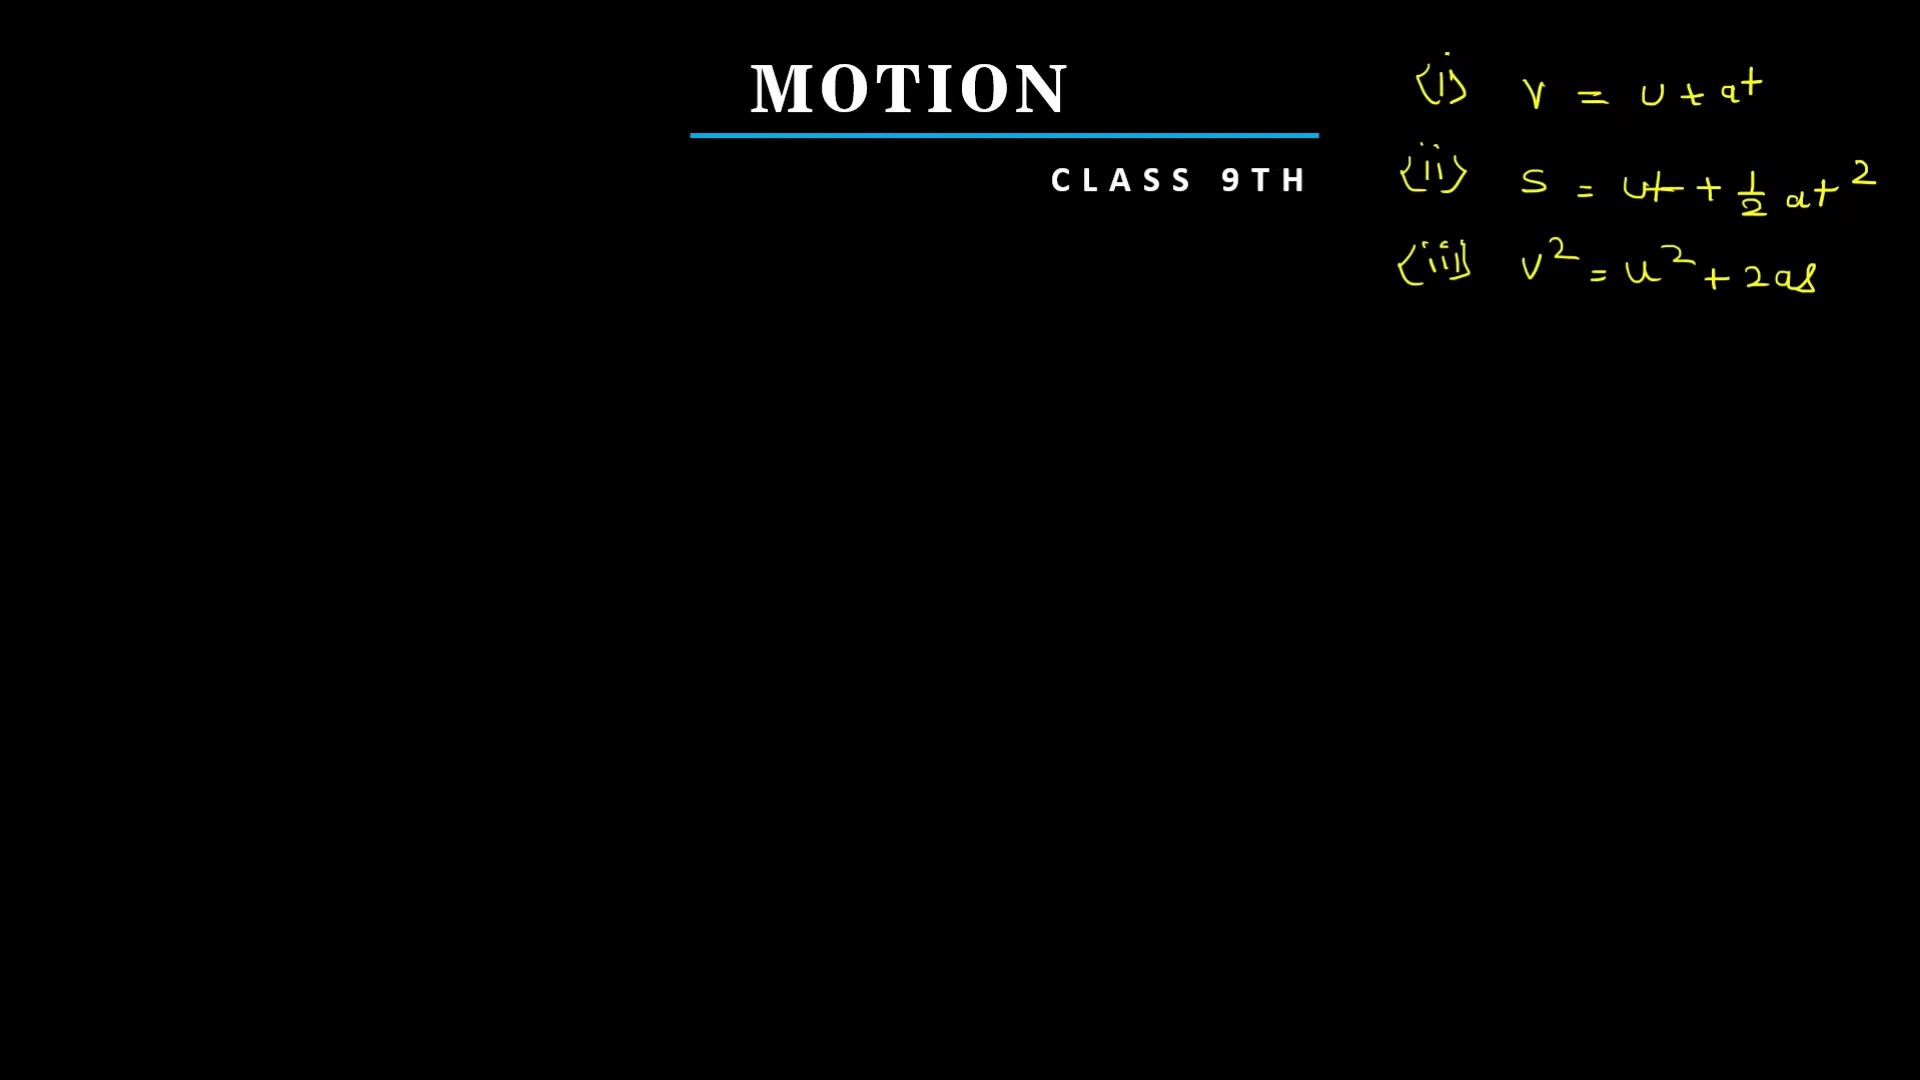 MOTION
CLASS 9TH
(i) v = u + at
(ii) s = ut + 1/2 at²
(iii) v² = u² + 2as